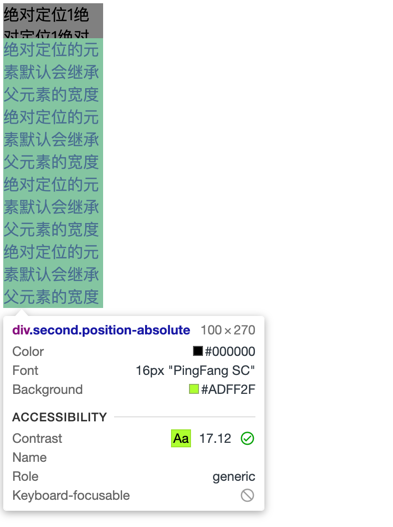 绝对定位1绝
对定位1绝对
绝对定位的元
素默认会继承
父元素的宽度
绝对定位的元
素默认会继承
父元素的宽度
绝对定位的元
素默认会继承
父元素的宽度
绝对定位的元
素默认会继承
父元素的宽度
div.second.position-absolute 100 × 270
Color #000000
Font 16px "PingFang SC"
Background #ADFF2F
ACCESSIBILITY
Contrast Aa 17.12
Name
Role generic
Keyboard-focusable